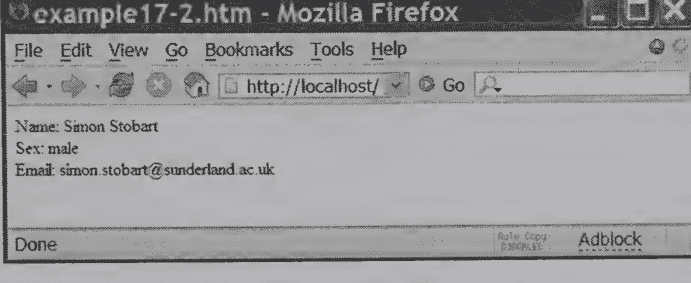 example17-2.htm - Mozilla Firefox
File Edit View Go Bookmarks Tools Help
http://localhost/ Go
Name: Simon Stobart
Sex: male
Email: simon.stobart@sunderland.ac.uk
Done Adblock